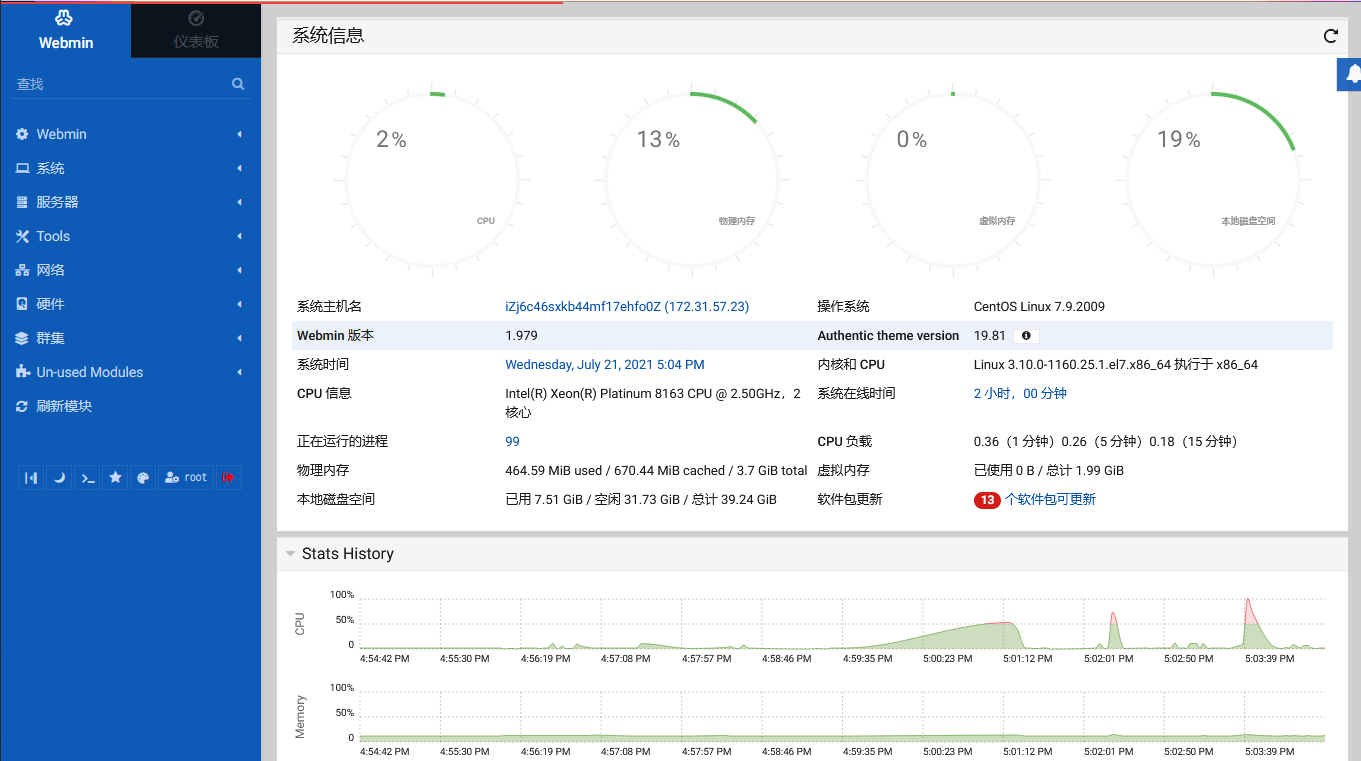 Webmin
仪表板
查找
Webmin
系统
服务器
Tools
网络
硬件
群集
Un-used Modules
刷新模块
root
系统信息
2%
CPU
13%
物理内存
0%
虚拟内存
19%
本地磁盘空间
系统主机名 iZj6c46sxkb44mf17ehfo0Z (172.31.57.23) 操作系统 CentOS Linux 7.9.2009
Webmin 版本 1.979 Authentic theme version 19.81
系统时间 Wednesday, July 21, 2021 5:04 PM 内核和 CPU Linux 3.10.0-1160.25.1.el7.x86_64 执行于 x86_64
CPU 信息 Intel(R) Xeon(R) Platinum 8163 CPU @ 2.50GHz，2 系统在线时间 2 小时，00 分钟
核心
正在运行的进程 99 CPU 负载 0.36（1 分钟）0.26（5 分钟）0.18（15 分钟）
物理内存 464.59 MiB used / 670.44 MiB cached / 3.7 GiB total 虚拟内存 已使用 0 B / 总计 1.99 GiB
本地磁盘空间 已用 7.51 GiB / 空闲 31.73 GiB / 总计 39.24 GiB 软件包更新 13 个软件包可更新
Stats History
CPU
100%
50%
0
4:54:42 PM 4:55:30 PM 4:56:19 PM 4:57:08 PM 4:57:57 PM 4:58:46 PM 4:59:35 PM 5:00:23 PM 5:01:12 PM 5:02:01 PM 5:02:50 PM 5:03:39 PM
Memory
100%
50%
0
4:54:42 PM 4:55:30 PM 4:56:19 PM 4:57:08 PM 4:57:57 PM 4:58:46 PM 4:59:35 PM 5:00:23 PM 5:01:12 PM 5:02:01 PM 5:02:50 PM 5:03:39 PM